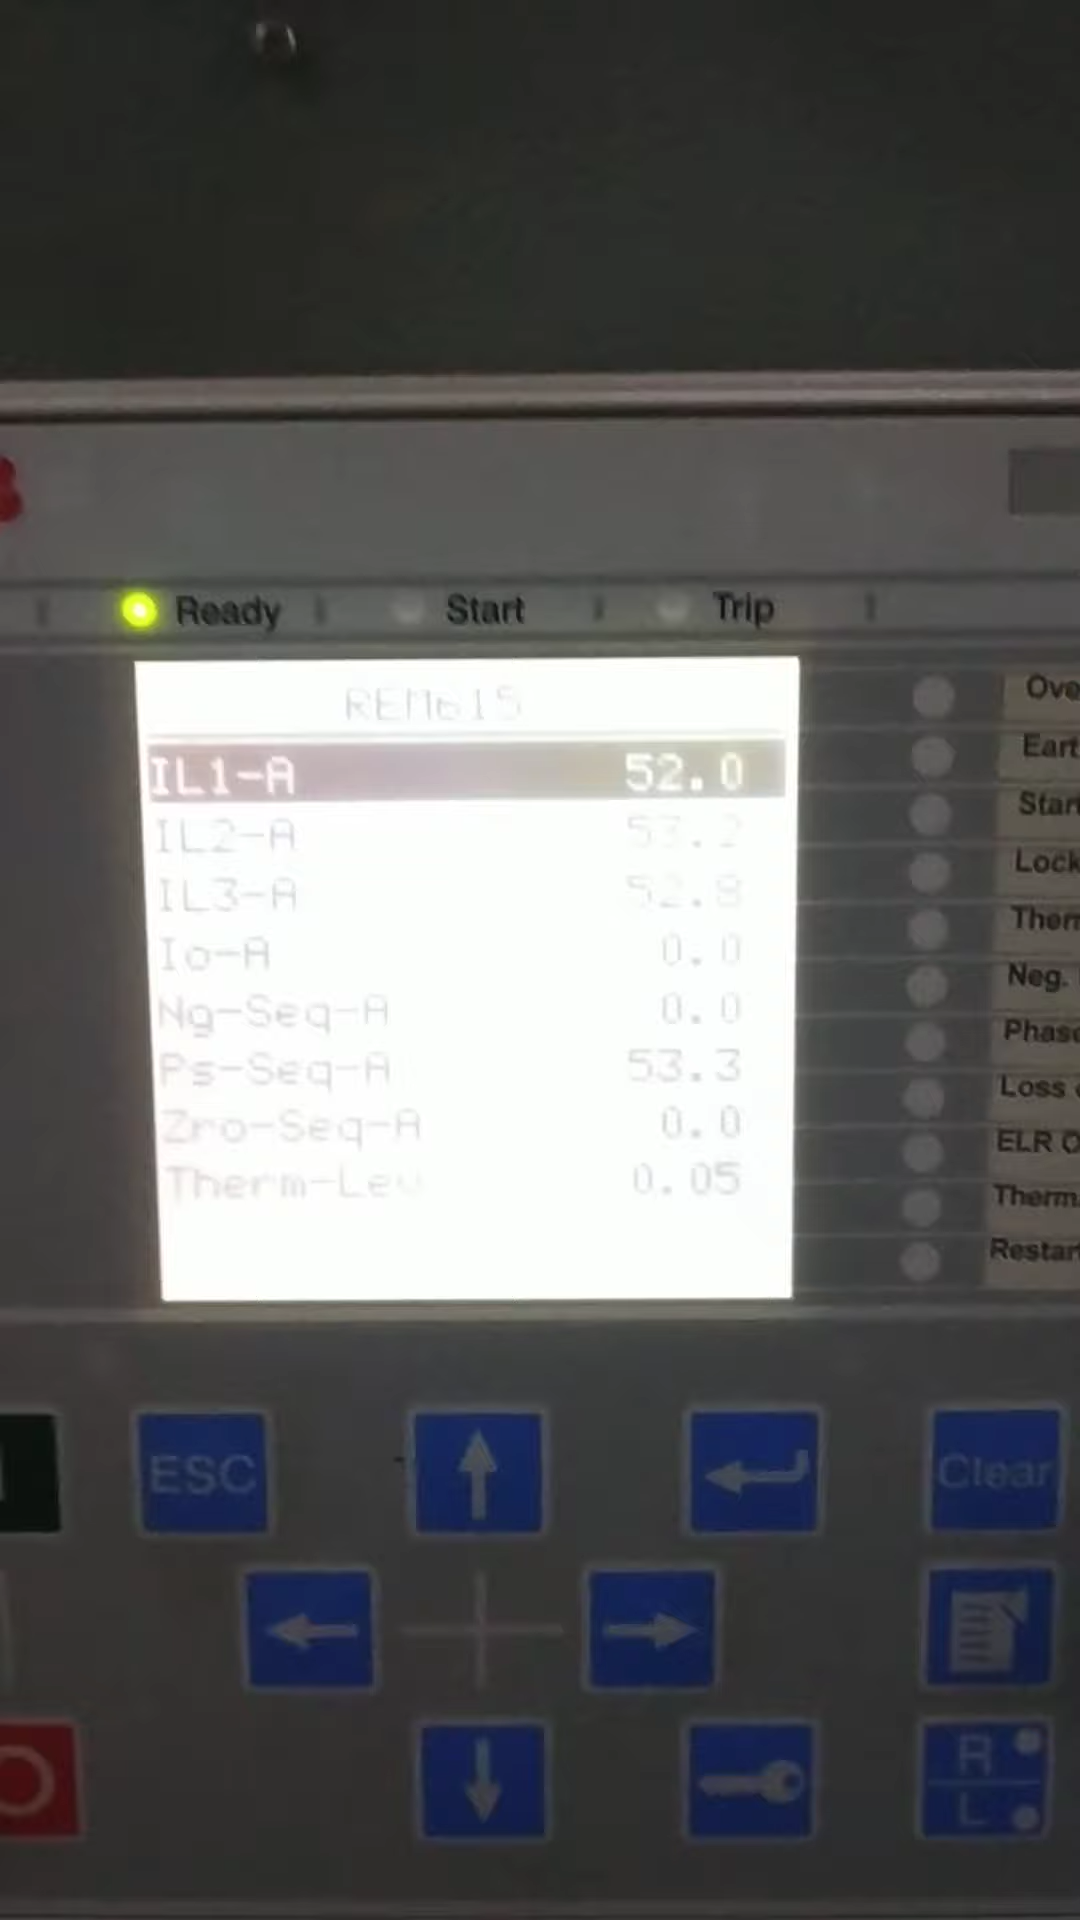 Ready Start Trip
REM615
IL1-A 52.0
IL2-A 53.2
IL3-A 52.8
Io-A 0.0
Ng-Seq-A 0.0
Ps-Seq-A 53.3
Zro-Seq-A 0.0
Therm-Lev 0.05
Ove
Eart
Start
Lock
Ther
Neg.
Phase
Loss
ELR
Therm
Restar
ESC
Clear
R
L